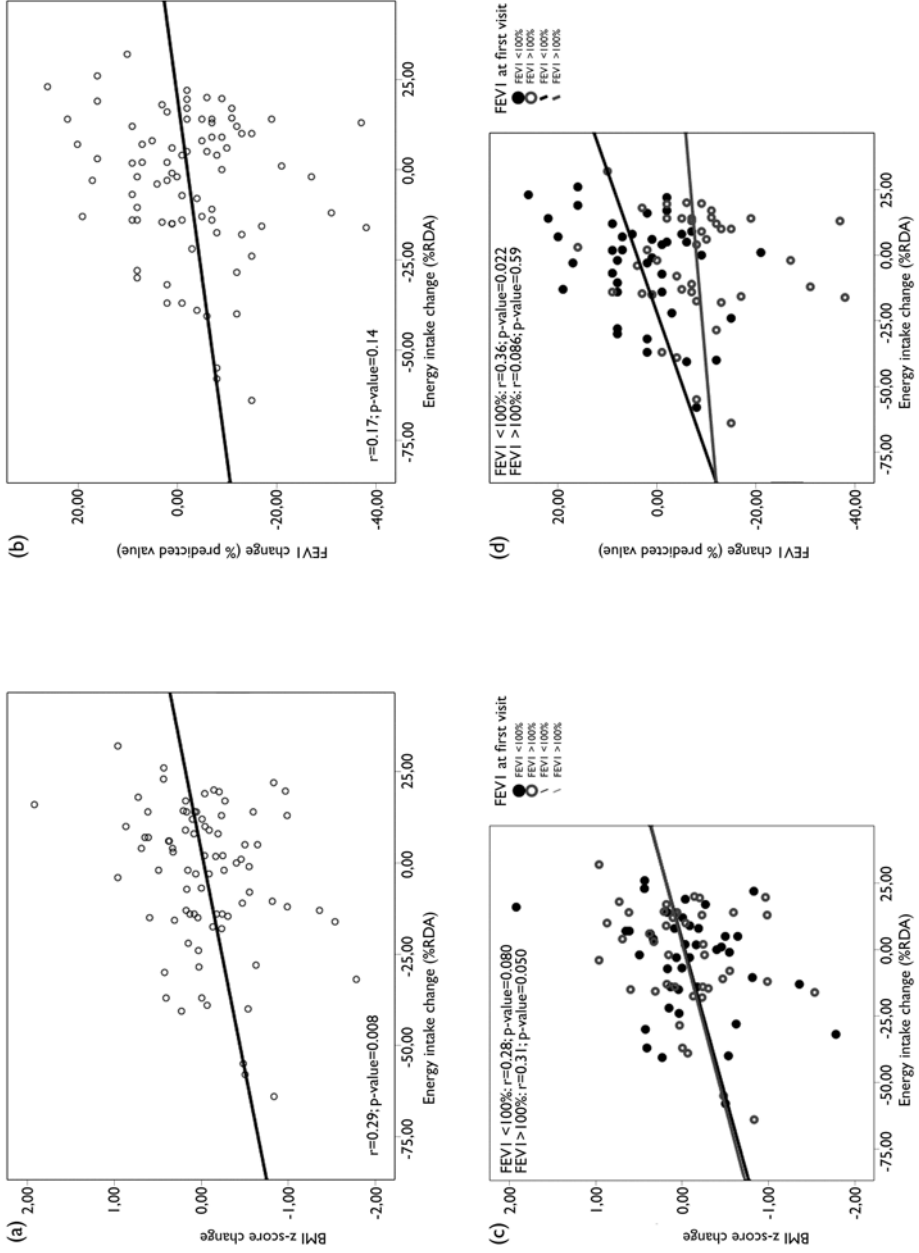 (a)
BMI z-score change
2.00
1.00
0.00
-1.00
-2.00
r=0.29; p-value=0.008
-75.00 -50.00 -25.00 0.00 25.00
Energy intake change (%RDA)
(b)
FEV1 change (% predicted value)
20.00
0.00
-20.00
-40.00
r=0.17; p-value=0.14
-75.00 -50.00 -25.00 0.00 25.00
Energy intake change (%RDA)
(c)
BMI z-score change
2.00
1.00
0.00
-1.00
-2.00
FEV1 <100%: r=0.28; p-value=0.080
FEV1>100%: r=0.31; p-value=0.050
-75.00 -50.00 -25.00 0.00 25.00
Energy intake change (%RDA)
FEV1 at first visit
FEV1 <100%
FEV1 >100%
FEV1 <100%
FEV1 >100%
(d)
FEV1 change (% predicted value)
20.00
0.00
-20.00
-40.00
FEV1 <100%: r=0.36; p-value=0.022
FEV1 >100%: r=0.086; p-value=0.59
-75.00 -50.00 -25.00 0.00 25.00
Energy intake change (%RDA)
FEV1 at first visit
FEV1 <100%
FEV1 >100%
FEV1 <100%
FEV1 >100%